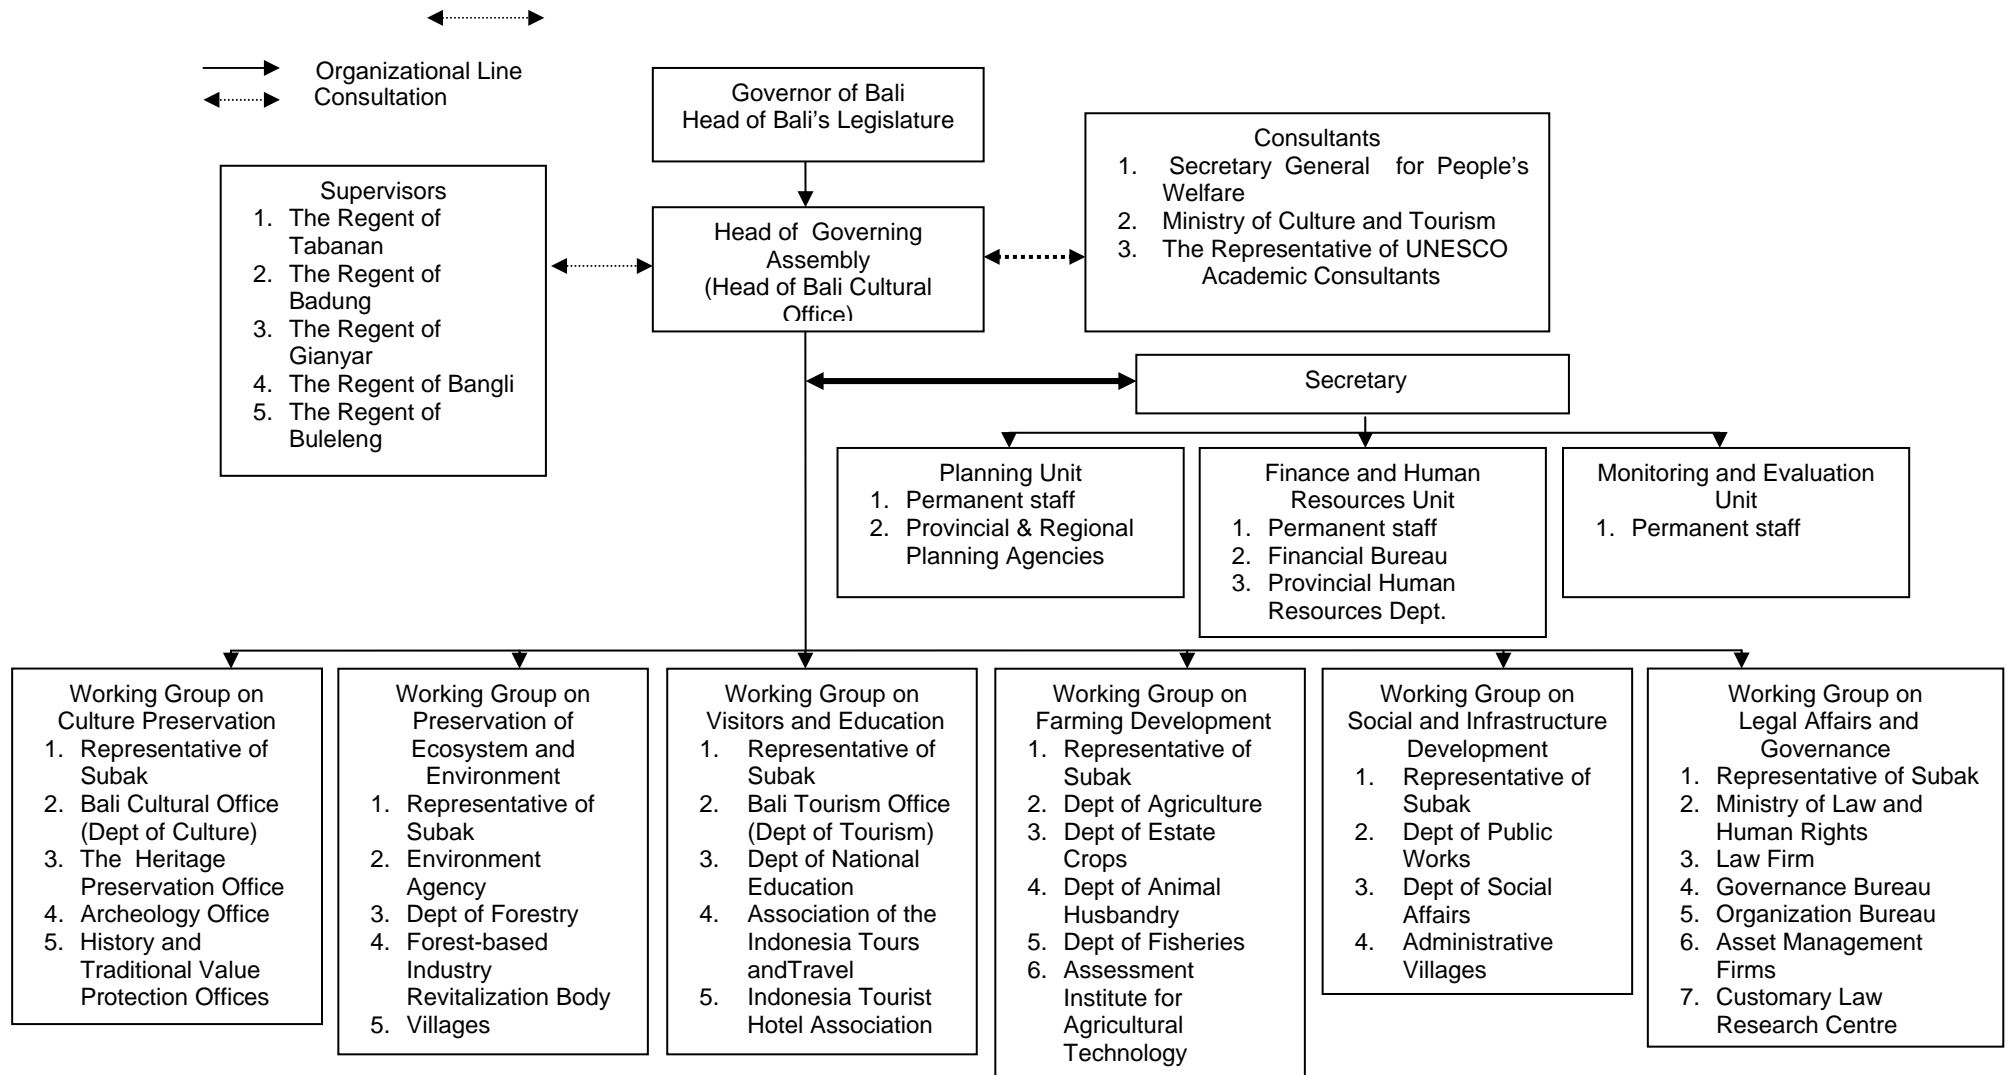 Organizational Line
Consultation
Governor of Bali
Head of Bali's Legislature
Consultants
1. Secretary General for People's
Welfare
2. Ministry of Culture and Tourism
3. The Representative of UNESCO
Academic Consultants
Supervisors
1. The Regent of
Tabanan
2. The Regent of
Badung
3. The Regent of
Gianyar
4. The Regent of Bangli
5. The Regent of
Buleleng
Head of Governing
Assembly
(Head of Bali Cultural
Office)
Secretary
Planning Unit
1. Permanent staff
2. Provincial & Regional
Planning Agencies
Finance and Human
Resources Unit
1. Permanent staff
2. Financial Bureau
3. Provincial Human
Resources Dept.
Monitoring and Evaluation
Unit
1. Permanent staff
Working Group on
Culture Preservation
1. Representative of
Subak
2. Bali Cultural Office
(Dept of Culture)
3. The Heritage
Preservation Office
4. Archeology Office
5. History and
Traditional Value
Protection Offices
Working Group on
Preservation of
Ecosystem and
Environment
1. Representative of
Subak
2. Environment
Agency
3. Dept of Forestry
4. Forest-based
Industry
Revitalization Body
5. Villages
Working Group on
Visitors and Education
1. Representative of
Subak
2. Bali Tourism Office
(Dept of Tourism)
3. Dept of National
Education
4. Association of the
Indonesia Tours
andTravel
5. Indonesia Tourist
Hotel Association
Working Group on
Farming Development
1. Representative of
Subak
2. Dept of Agriculture
3. Dept of Estate
Crops
4. Dept of Animal
Husbandry
5. Dept of Fisheries
6. Assessment
Institute for
Agricultural
Technology
Working Group on
Social and Infrastructure
Development
1. Representative of
Subak
2. Dept of Public
Works
3. Dept of Social
Affairs
4. Administrative
Villages
Working Group on
Legal Affairs and
Governance
1. Representative of Subak
2. Ministry of Law and
Human Rights
3. Law Firm
4. Governance Bureau
5. Organization Bureau
6. Asset Management
Firms
7. Customary Law
Research Centre